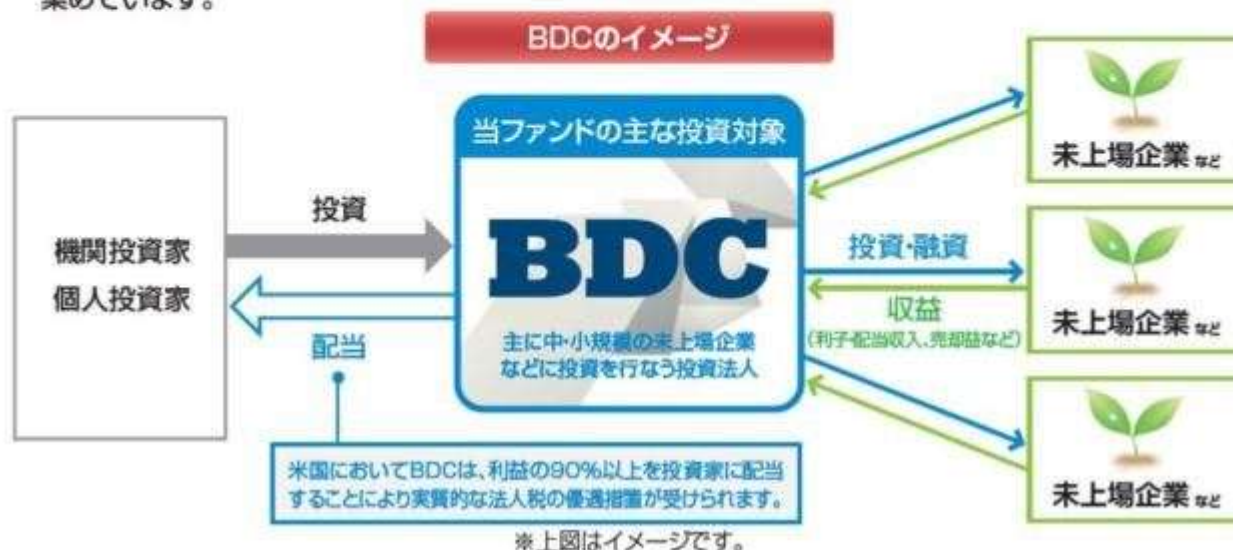 集めています。
BDCのイメージ
当ファンドの主な投資対象
BDC
主に中・小規模の未上場企業
などに投資を行なう投資法人
機関投資家
個人投資家
投資
配当
投資・融資
収益
(利子・配当収入、売却益など)
未上場企業 など
未上場企業 など
未上場企業 など
米国においてBDCは、利益の90%以上を投資家に配当
することにより実質的な法人税の優遇措置が受けられます。
※上図はイメージです。